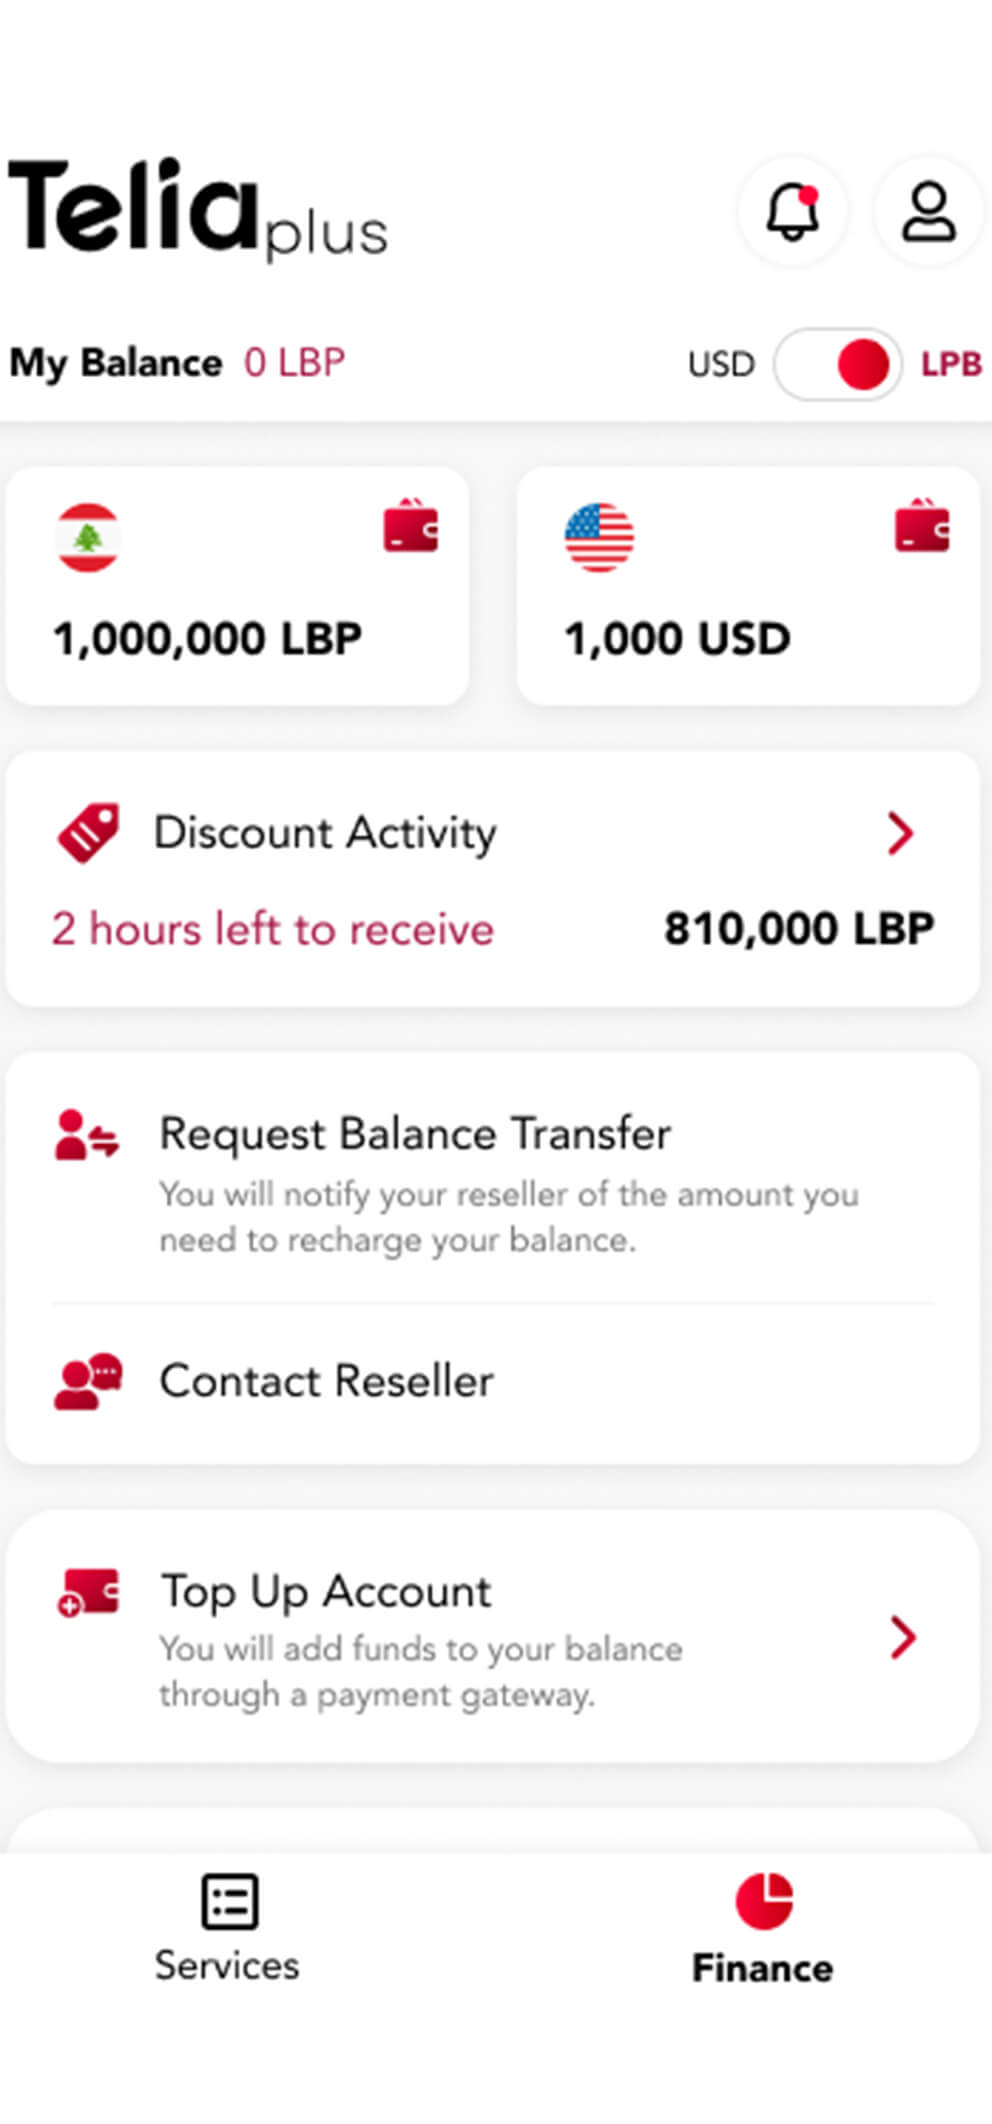 Telia plus
My Balance 0 LBP
USD LPB
1,000,000 LBP
1,000 USD
Discount Activity
2 hours left to receive 810,000 LBP
Request Balance Transfer
You will notify your reseller of the amount you
need to recharge your balance.
Contact Reseller
Top Up Account
You will add funds to your balance
through a payment gateway.
Services
Finance